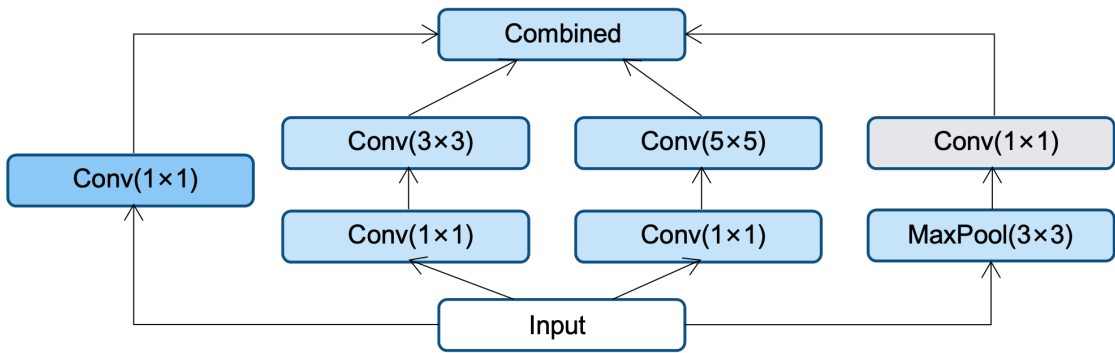 Combined
Conv(3×3)
Conv(5×5)
Conv(1×1)
Conv(1×1)
Conv(1×1)
Conv(1×1)
MaxPool(3×3)
Input